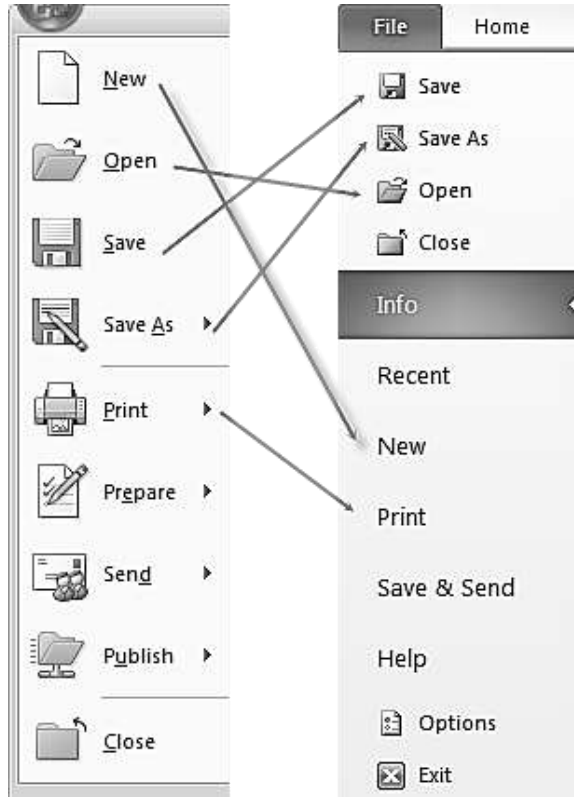 New
Open
Save
Save As
Print
Prepare
Send
Publish
Close
File Home
Save
Save As
Open
Close
Info
Recent
New
Print
Save & Send
Help
Options
Exit